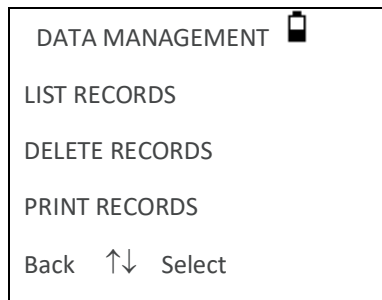 DATA MANAGEMENT
LIST RECORDS
DELETE RECORDS
PRINT RECORDS
Back ↑↓ Select